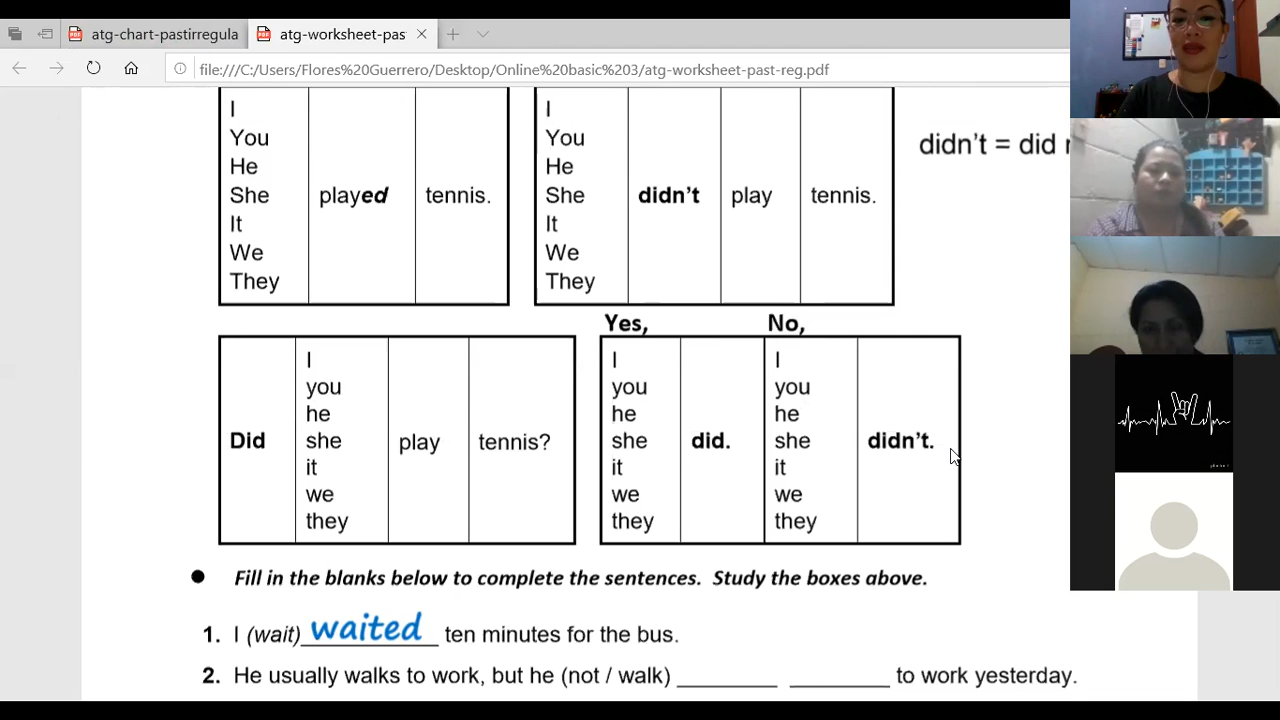 atg-chart-pastirregula
atg-worksheet-pas
file:///C:/Users/Flores%20Guerrero/Desktop/Online%20basic%203/atg-worksheet-past-reg.pdf
I
You
He
She
It
We
They
played
tennis.
I
You
He
She
It
We
They
didn't
play
tennis.
didn't = did
Did
I
you
he
she
it
we
they
play
tennis?
Yes,
I
you
he
she
it
we
they
did.
No,
I
you
he
she
it
we
they
didn't.
● Fill in the blanks below to complete the sentences. Study the boxes above.
1. I (wait) waited ten minutes for the bus.
2. He usually walks to work, but he (not / walk) ________ ________ to work yesterday.